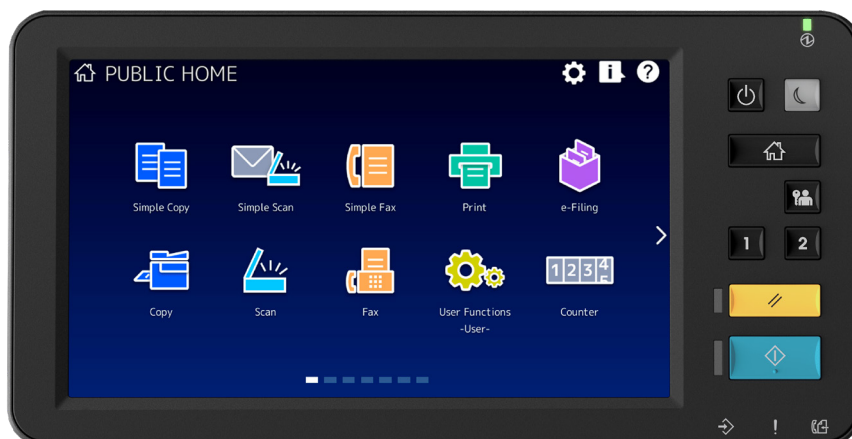 PUBLIC HOME
i ?
Simple Copy Simple Scan Simple Fax Print e-Filing
1 2
1 2 3 4 5
Copy Scan Fax User Functions Counter
-User-
!